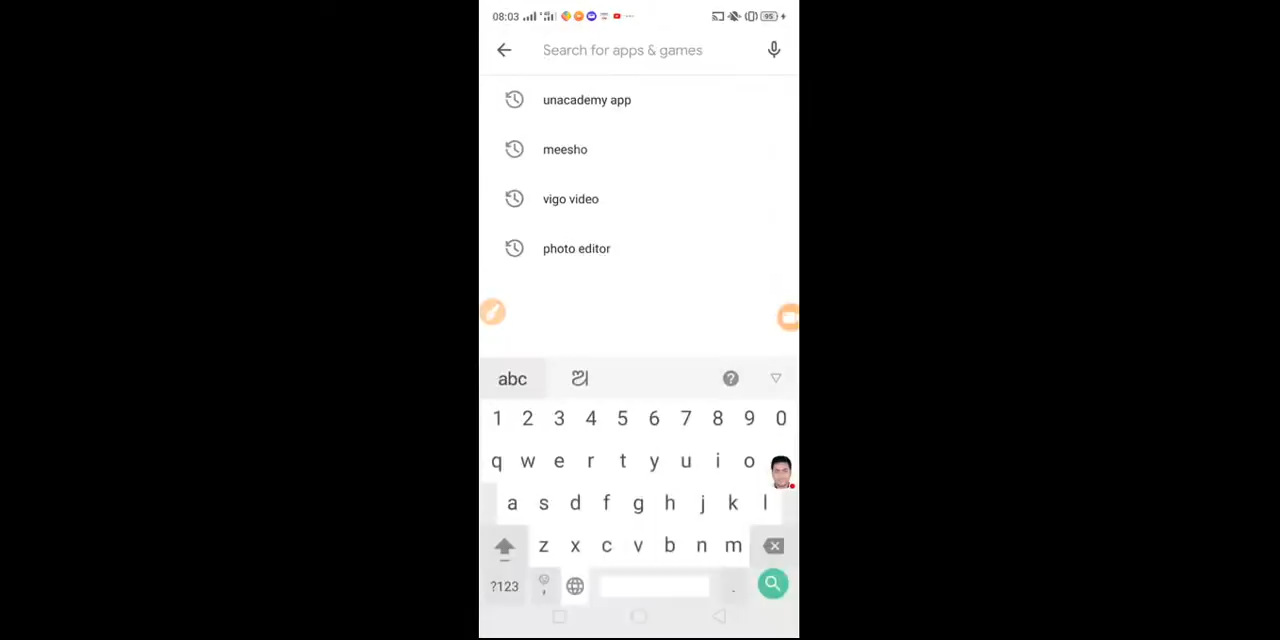 08:03 95
Search for apps & games
unacademy app
meesho
vigo video
photo editor
abc ଅ
1 2 3 4 5 6 7 8 9 0
q w e r t y u i o
a s d f g h j k l
z x c v b n m
?123 , .